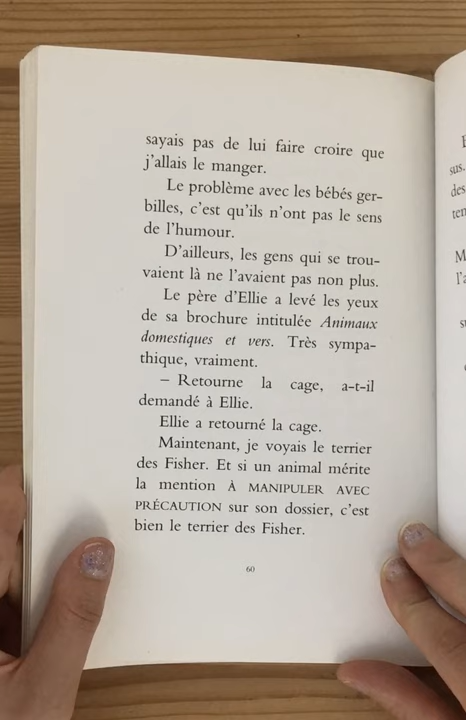 sayais pas de lui faire croire que
j'allais le manger.
Le problème avec les bébés ger-
billes, c'est qu'ils n'ont pas le sens
de l'humour.
D'ailleurs, les gens qui se trou-
vaient là ne l'avaient pas non plus.
Le père d'Ellie a levé les yeux
de sa brochure intitulée Animaux
domestiques et vers. Très sympa-
thique, vraiment.
– Retourne la cage, a-t-il
demandé à Ellie.
Ellie a retourné la cage.
Maintenant, je voyais le terrier
des Fisher. Et si un animal mérite
la mention À MANIPULER AVEC
PRÉCAUTION sur son dossier, c'est
bien le terrier des Fisher.
60
sus.
des